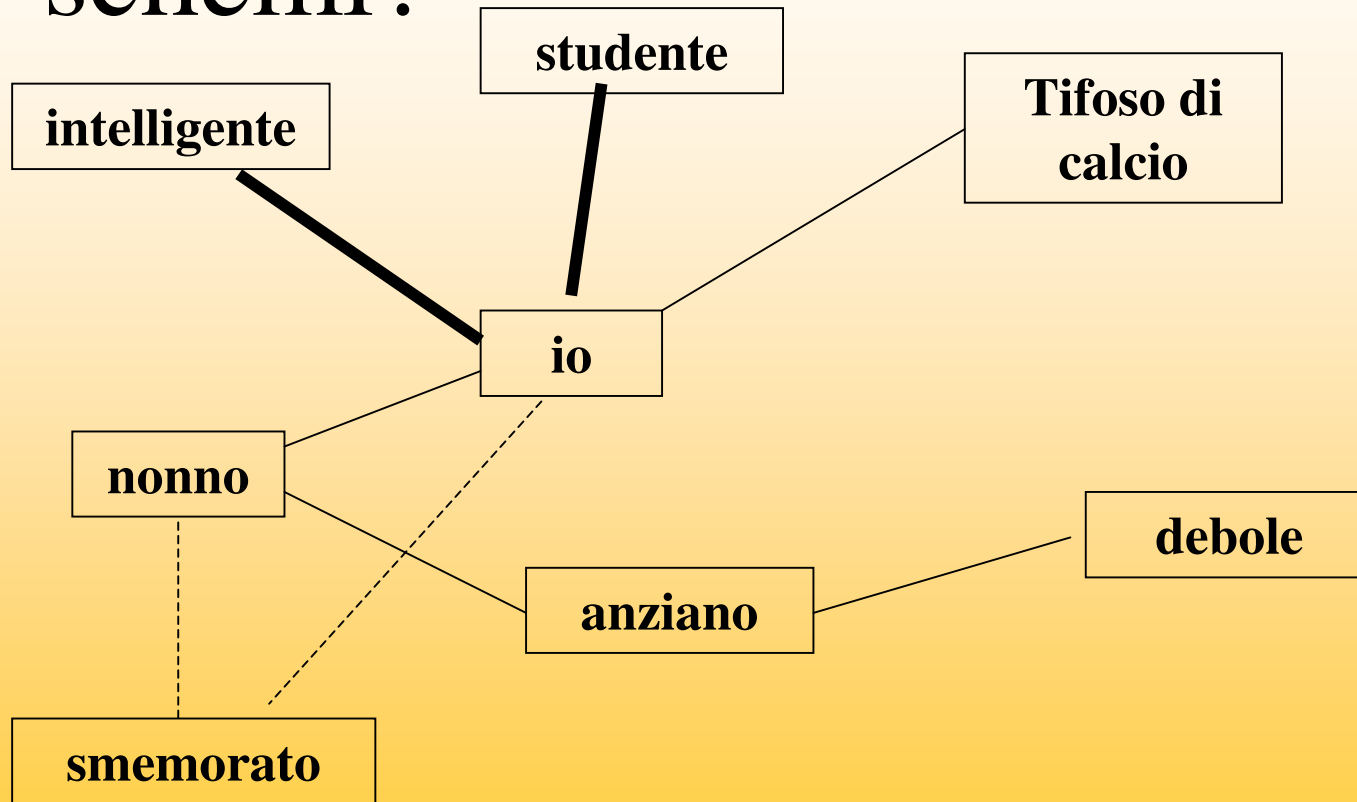 studente
intelligente
Tifoso di
calcio
io
nonno
debole
anziano
smemorato